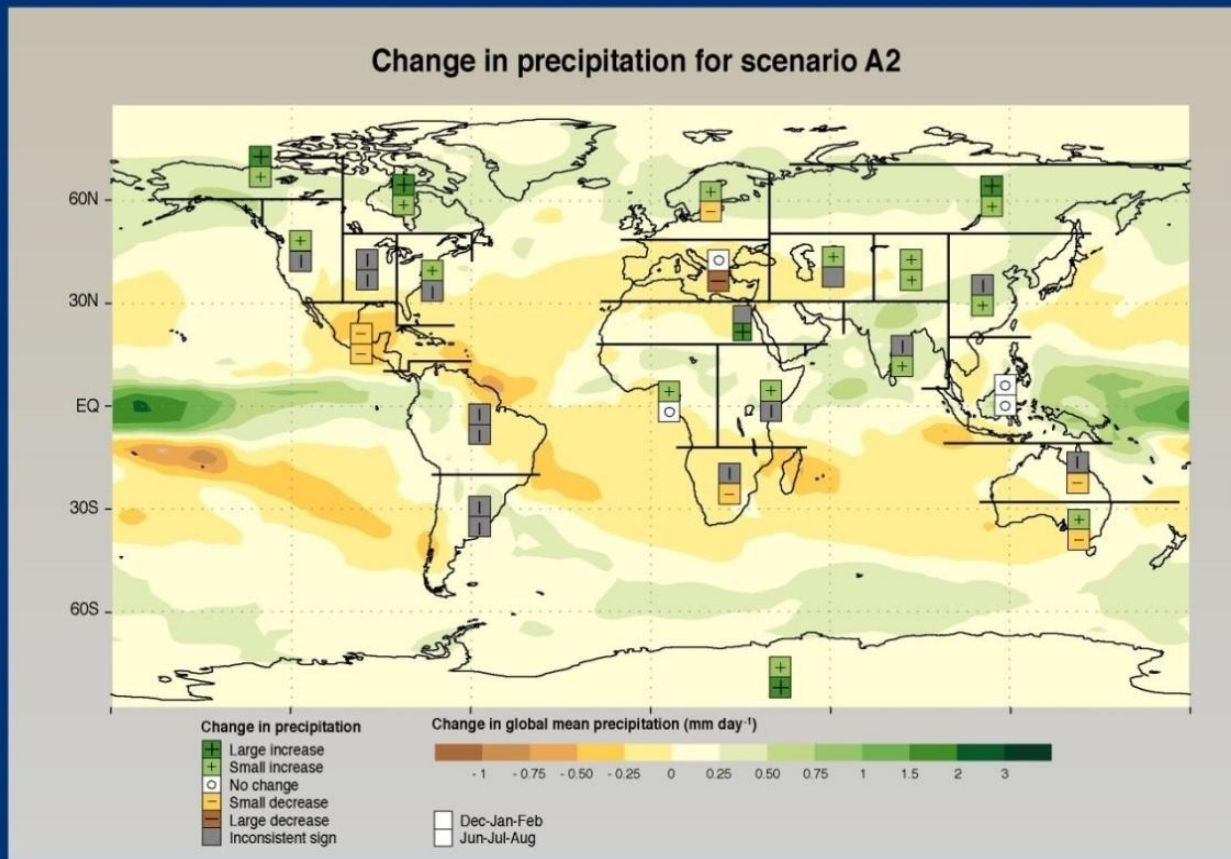 Change in precipitation for scenario A2
60N
30N
EQ
30S
60S
Change in precipitation
Large increase
Small increase
No change
Small decrease
Large decrease
Inconsistent sign
Change in global mean precipitation (mm day-1)
- 1 - 0.75 - 0.50 - 0.25 0 0.25 0.50 0.75 1 1.5 2 3
Dec-Jan-Feb
Jun-Jul-Aug